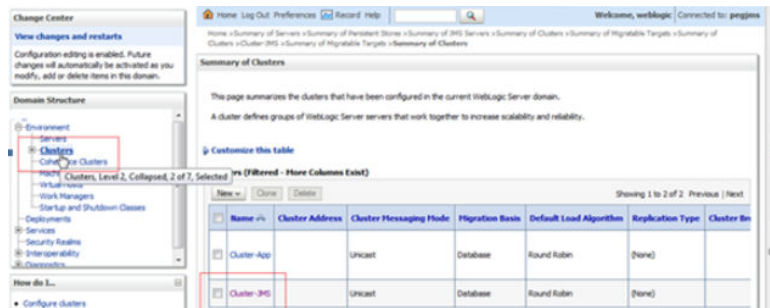 Change Center
View changes and restarts
Configuration editing is enabled. Future
changes will automatically be activated as you
modify, add or delete items in this domain.
Domain Structure
Environment
Servers
Clusters
Coherence Clusters
Clusters, Level 2, Collapsed, 2 of 7, Selected
Work Managers
Startup and Shutdown Classes
Deployments
Services
Security Realms
Interoperability
Diagnostics
How do I...
Configure clusters
Home Log Out Preferences Record Help
Welcome, weblogic Connected to: pegjms
Home >Summary of Servers >Summary of Persistent Stores >Summary of JMS Servers >Summary of Clusters >Summary of Migratable Targets >Summary of
Clusters >Cluster-JMS >Summary of Migratable Targets >Summary of Clusters
Summary of Clusters
This page summarizes the clusters that have been configured in the current WebLogic Server domain.
A cluster defines groups of WebLogic Server servers that work together to increase scalability and reliability.
Customize this table
(Filtered - More Columns Exist)
New Clone Delete
Showing 1 to 2 of 2 Previous | Next
Name Cluster Address Cluster Messaging Mode Migration Basis Default Load Algorithm Replication Type Cluster
Cluster-App Unicast Database Round Robin (None)
Cluster-JMS Unicast Database Round Robin (None)